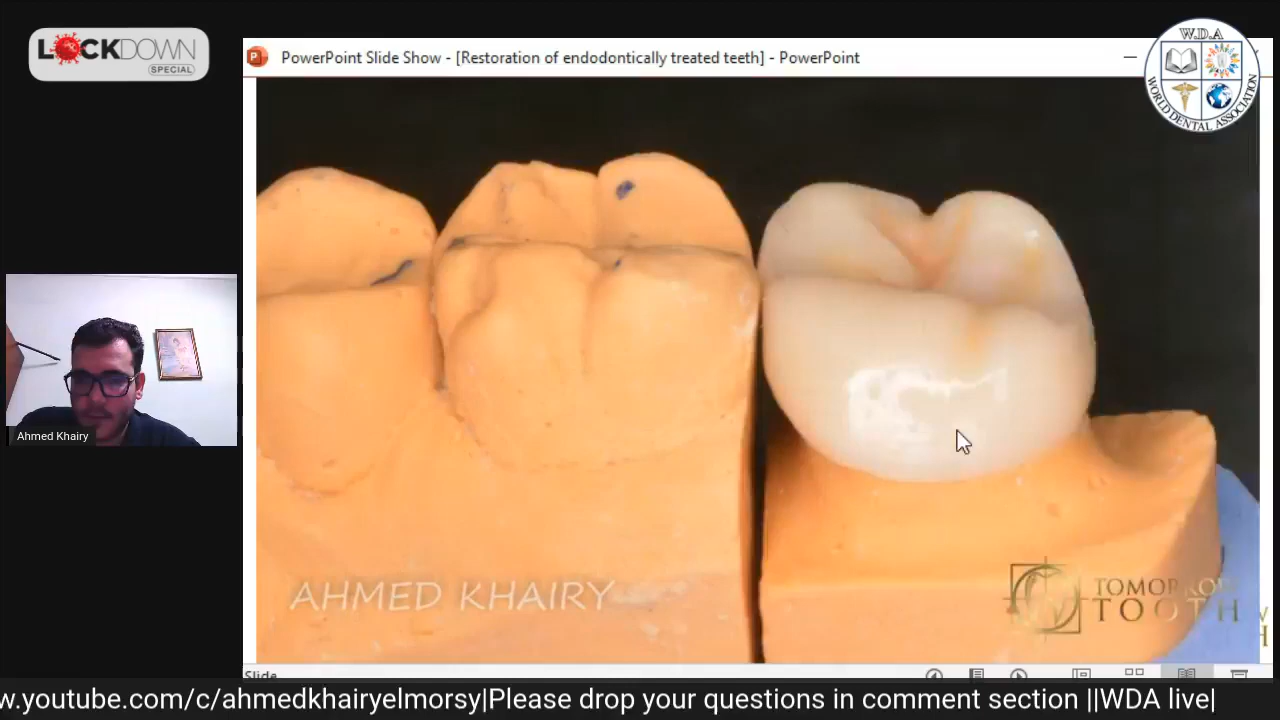 LOCKDOWN
SPECIAL
PowerPoint Slide Show - [Restoration of endodontically treated teeth] - PowerPoint
W.D.A
WORLD DENTAL ASSOCIATION
Ahmed Khairy
AHMED KHAIRY
TOMORROW
TOOTH
Slide
w.youtube.com/c/ahmedkhairyelmorsy|Please drop your questions in comment section ||WDA live|